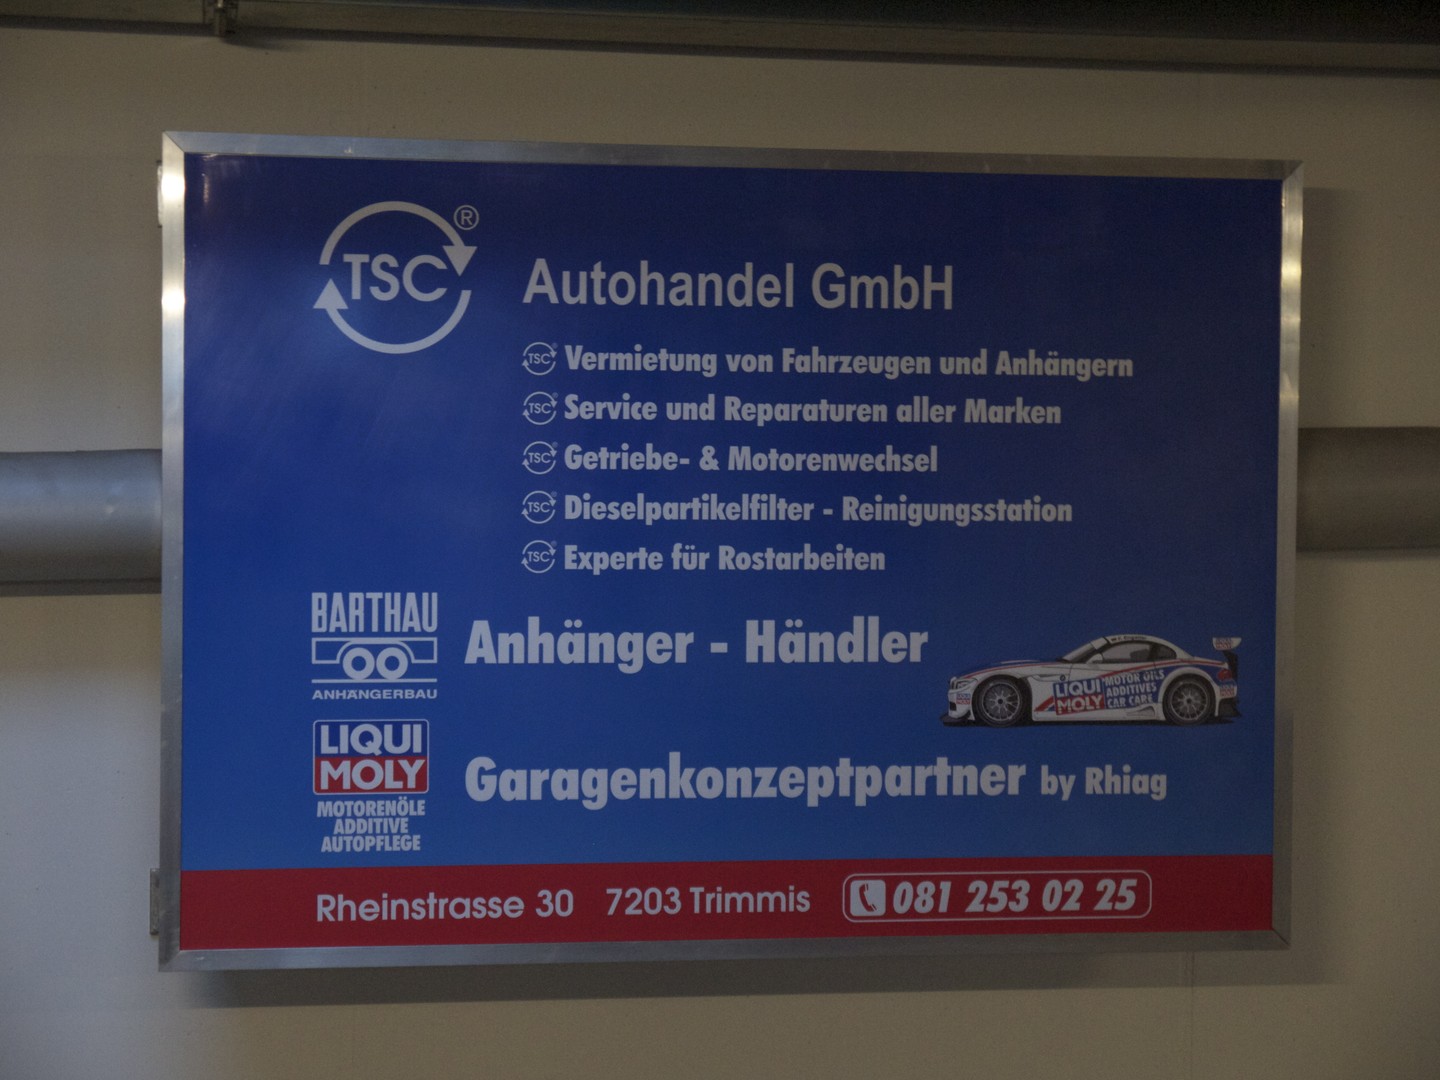 TSC ®
Autohandel GmbH
TSC Vermietung von Fahrzeugen und Anhängern
TSC Service und Reparaturen aller Marken
TSC Getriebe- & Motorenwechsel
TSC Dieselpartikelfilter - Reinigungsstation
TSC Experte für Rostarbeiten
BARTHAU
ANHÄNGERBAU
Anhänger - Händler
LIQUI MOLY
MOTOR OILS
ADDITIVES
CAR CARE
LIQUI
MOLY
MOTORENÖLE
ADDITIVE
AUTOPFLEGE
Garagenkonzeptpartner by Rhiag
Rheinstrasse 30 7203 Trimmis 081 253 02 25